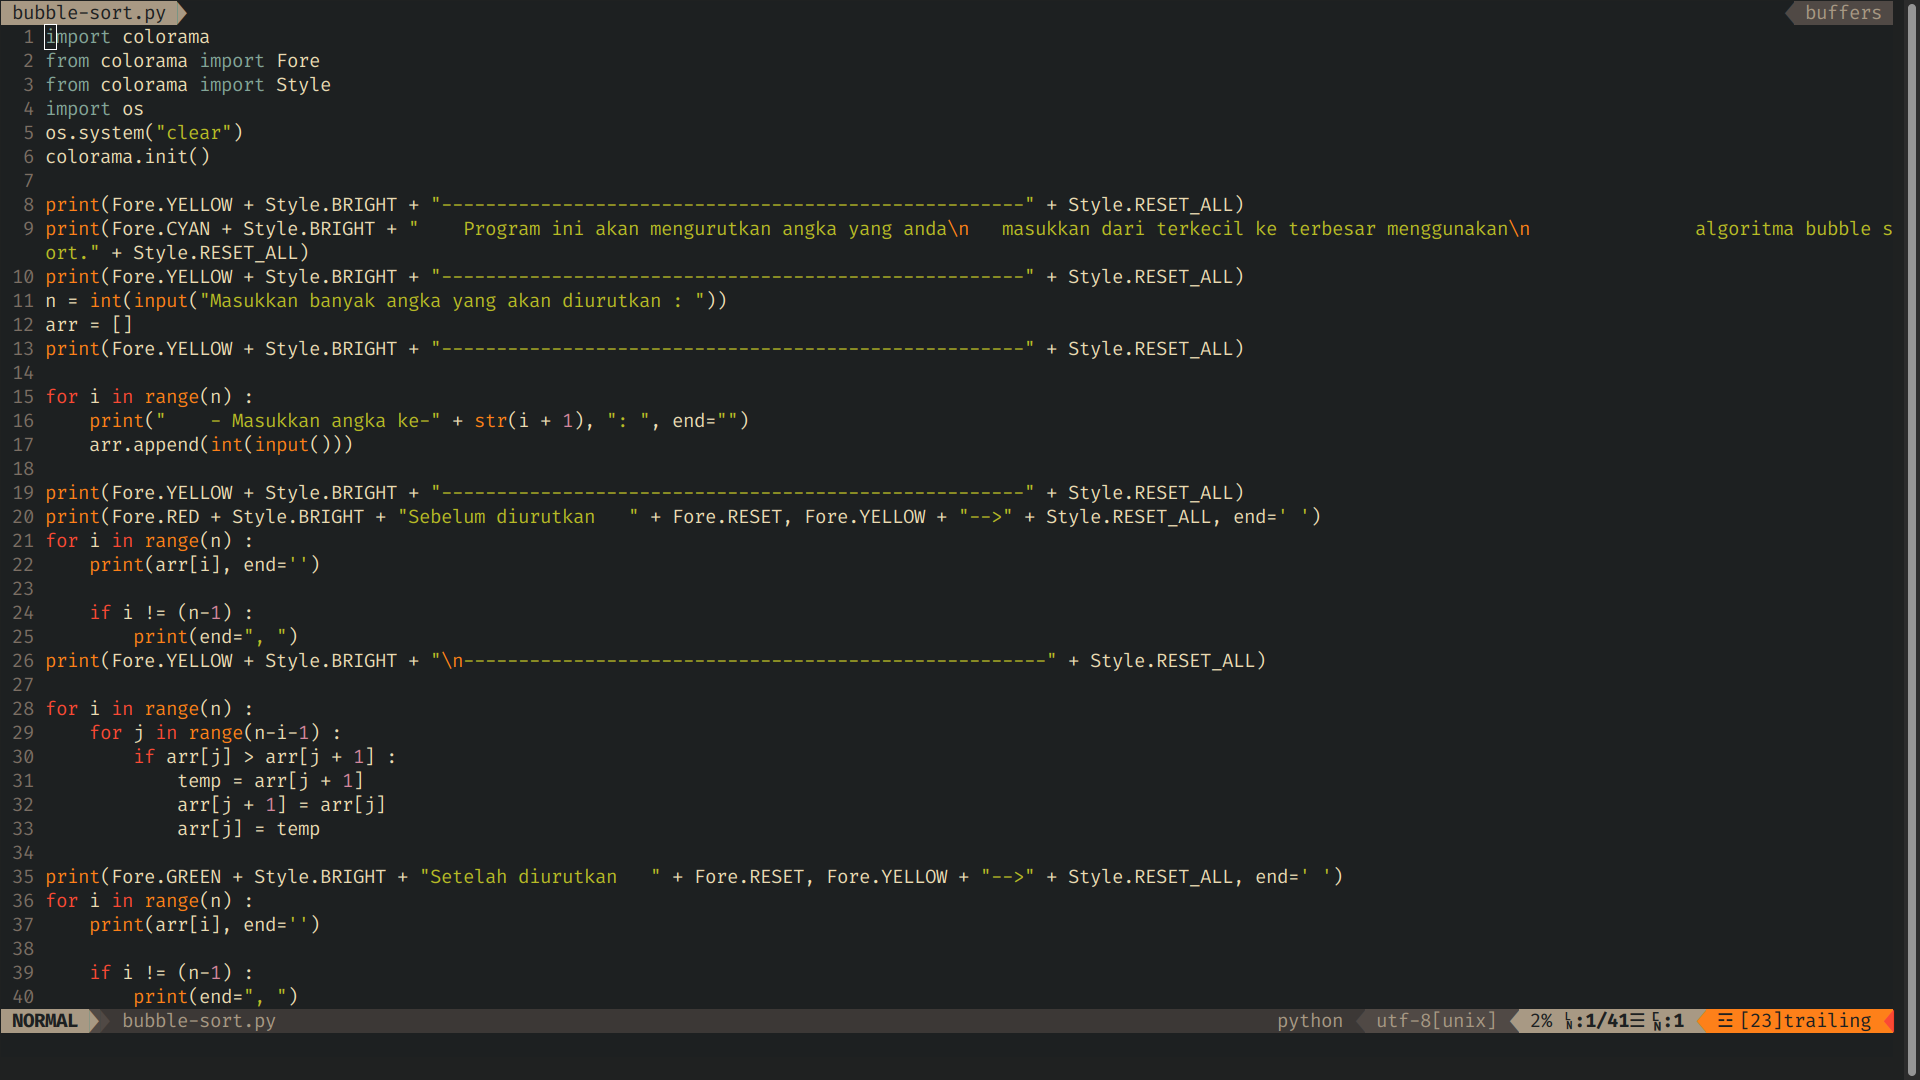 bubble-sort.py buffers
1 import colorama
2 from colorama import Fore
3 from colorama import Style
4 import os
5 os.system("clear")
6 colorama.init()
7
8 print(Fore.YELLOW + Style.BRIGHT + "-----------------------------------------------------" + Style.RESET_ALL)
9 print(Fore.CYAN + Style.BRIGHT + "    Program ini akan mengurutkan angka yang anda\n   masukkan dari terkecil ke terbesar menggunakan\n               algoritma bubble s
ort." + Style.RESET_ALL)
10 print(Fore.YELLOW + Style.BRIGHT + "-----------------------------------------------------" + Style.RESET_ALL)
11 n = int(input("Masukkan banyak angka yang akan diurutkan : "))
12 arr = []
13 print(Fore.YELLOW + Style.BRIGHT + "-----------------------------------------------------" + Style.RESET_ALL)
14
15 for i in range(n) :
16     print("    - Masukkan angka ke-" + str(i + 1), ": ", end="")
17     arr.append(int(input()))
18
19 print(Fore.YELLOW + Style.BRIGHT + "-----------------------------------------------------" + Style.RESET_ALL)
20 print(Fore.RED + Style.BRIGHT + "Sebelum diurutkan   " + Fore.RESET, Fore.YELLOW + "-->" + Style.RESET_ALL, end=' ')
21 for i in range(n) :
22     print(arr[i], end='')
23
24     if i != (n-1) :
25         print(end=", ")
26 print(Fore.YELLOW + Style.BRIGHT + "\n-----------------------------------------------------" + Style.RESET_ALL)
27
28 for i in range(n) :
29     for j in range(n-i-1) :
30         if arr[j] > arr[j + 1] :
31             temp = arr[j + 1]
32             arr[j + 1] = arr[j]
33             arr[j] = temp
34
35 print(Fore.GREEN + Style.BRIGHT + "Setelah diurutkan   " + Fore.RESET, Fore.YELLOW + "-->" + Style.RESET_ALL, end=' ')
36 for i in range(n) :
37     print(arr[i], end='')
38
39     if i != (n-1) :
40         print(end=", ")
NORMAL bubble-sort.py python utf-8[unix] 2% ㏑:1/41☰ ℅:1 ☲ [23]trailing